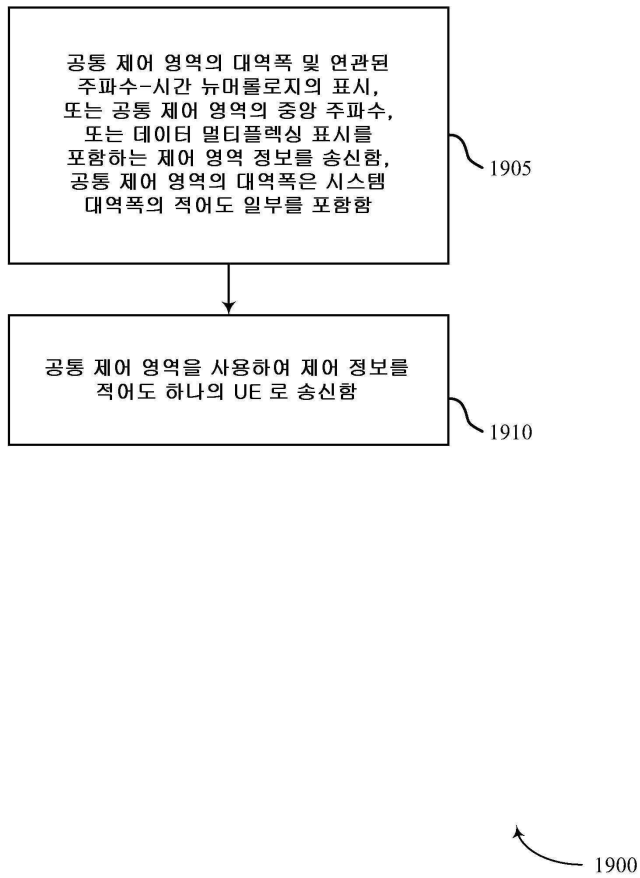 공통 제어 영역의 대역폭 및 연관된
주파수-시간 뉴머롤로지의 표시,
또는 공통 제어 영역의 중앙 주파수,
또는 데이터 멀티플렉싱 표시를
포함하는 제어 영역 정보를 송신함,
공통 제어 영역의 대역폭은 시스템
대역폭의 적어도 일부를 포함함
1905
공통 제어 영역을 사용하여 제어 정보를
적어도 하나의 UE 로 송신함
1910
1900